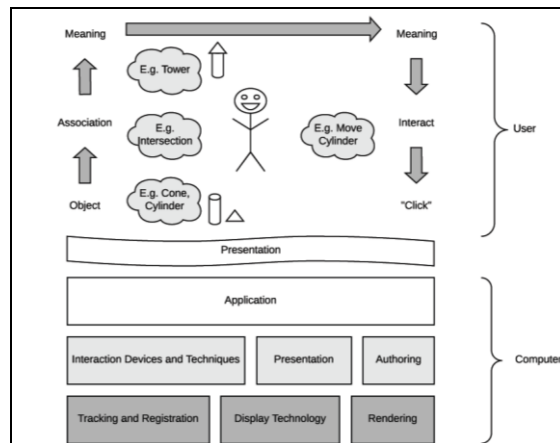 Meaning
Meaning
E.g. Tower
Association
E.g.
Intersection
E.g. Move
Cylinder
Interact
User
Object
E.g. Cone,
Cylinder
"Click"
Presentation
Application
Interaction Devices and Techniques
Presentation
Authoring
Computer
Tracking and Registration
Display Technology
Rendering